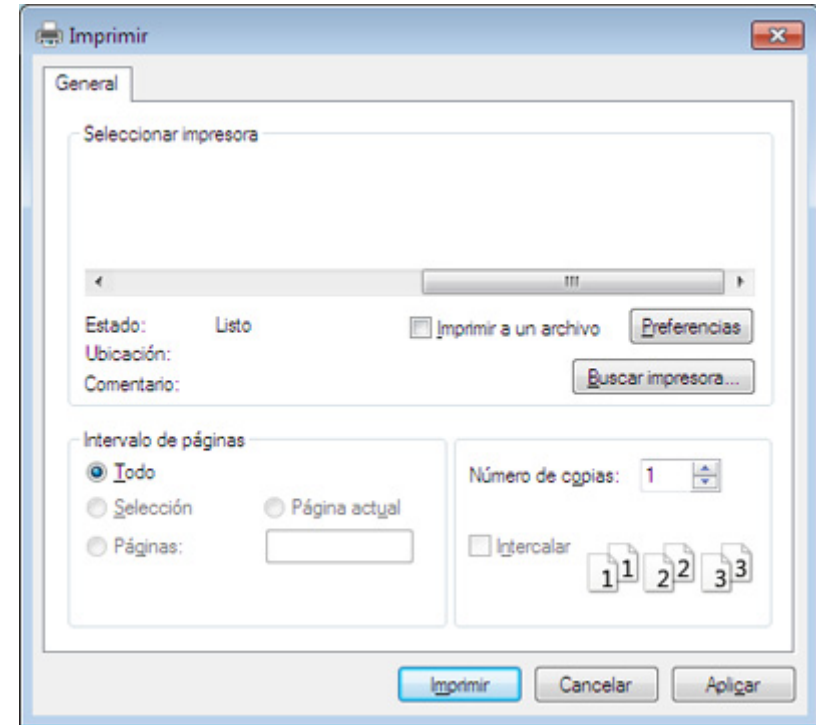 Imprimir
General
Seleccionar impresora
Estado: Listo
Imprimir a un archivo
Preferencias
Ubicación:
Comentario:
Buscar impresora...
Intervalo de páginas
Todo
Selección
Página actual
Páginas:
Número de copias: 1
Intercalar
1 1 2 2 3 3
Imprimir Cancelar Aplicar